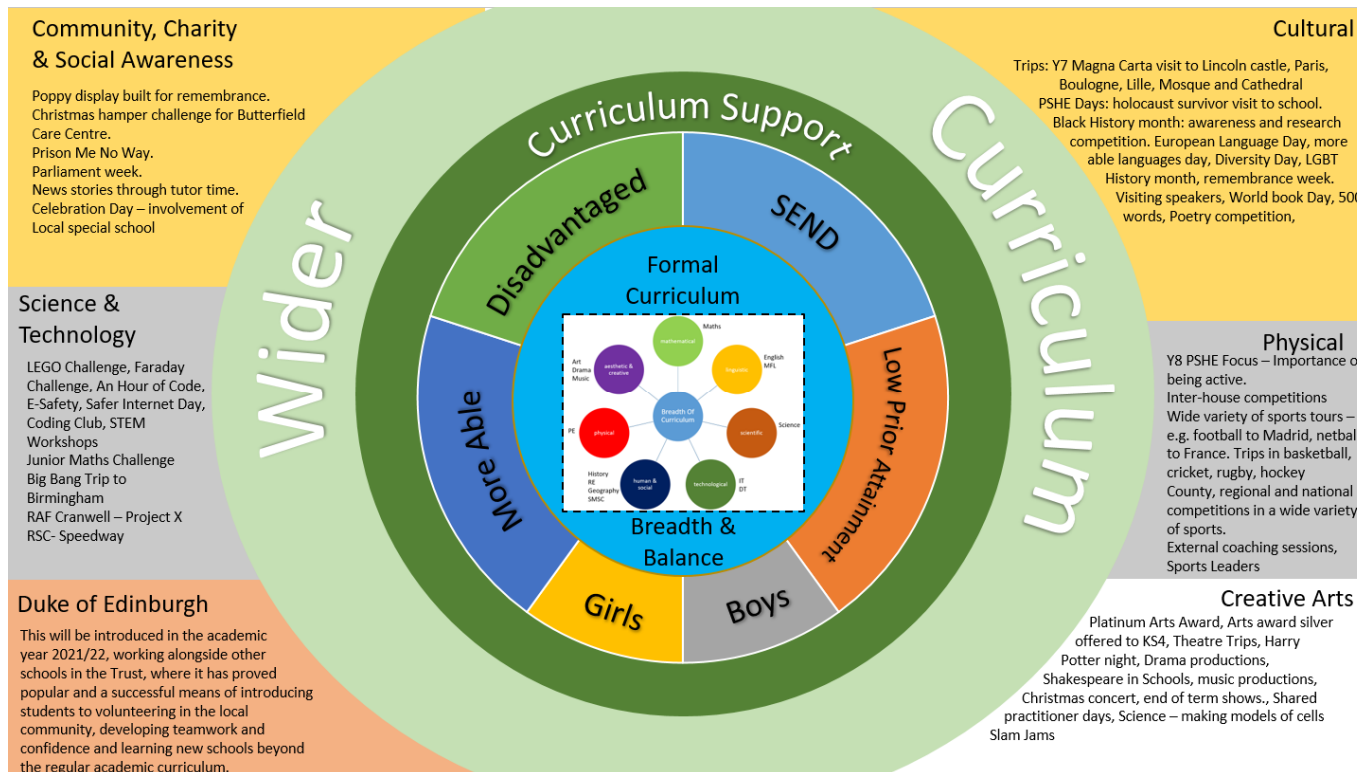 Community, Charity
& Social Awareness
Poppy display built for remembrance.
Christmas hamper challenge for Butterfield
Care Centre.
Prison Me No Way.
Parliament week.
News stories through tutor time.
Celebration Day – involvement of
Local special school
Science &
Technology
LEGO Challenge, Faraday
Challenge, An Hour of Code,
E-Safety, Safer Internet Day,
Coding Club, STEM
Workshops
Junior Maths Challenge
Big Bang Trip to
Birmingham
RAF Cranwell – Project X
RSC- Speedway
Duke of Edinburgh
This will be introduced in the academic
year 2021/22, working alongside other
schools in the Trust, where it has proved
popular and a successful means of introducing
students to volunteering in the local
community, developing teamwork and
confidence and learning new schools beyond
the regular academic curriculum.
Wider
Curriculum
Curriculum Support
Disadvantaged
SEND
More Able
Low Prior Attainment
Girls
Boys
Formal
Curriculum
mathematical
Maths
aesthetic &
creative
Art
Drama
Music
linguistic
English
MFL
Breadth Of
Curriculum
physical
PE
scientific
Science
human &
social
History
RE
Geography
SMSC
technological
IT
DT
Breadth &
Balance
Cultural
Trips: Y7 Magna Carta visit to Lincoln castle, Paris,
Boulogne, Lille, Mosque and Cathedral
PSHE Days: holocaust survivor visit to school.
Black History month: awareness and research
competition. European Language Day, more
able languages day, Diversity Day, LGBT
History month, remembrance week.
Visiting speakers, World book Day, 500
words, Poetry competition,
Physical
Y8 PSHE Focus – Importance o
being active.
Inter-house competitions
Wide variety of sports tours –
e.g. football to Madrid, netbal
to France. Trips in basketball,
cricket, rugby, hockey
County, regional and national
competitions in a wide variety
of sports.
External coaching sessions,
Sports Leaders
Creative Arts
Platinum Arts Award, Arts award silver
offered to KS4, Theatre Trips, Harry
Potter night, Drama productions,
Shakespeare in Schools, music productions,
Christmas concert, end of term shows., Shared
practitioner days, Science – making models of cells
Slam Jams